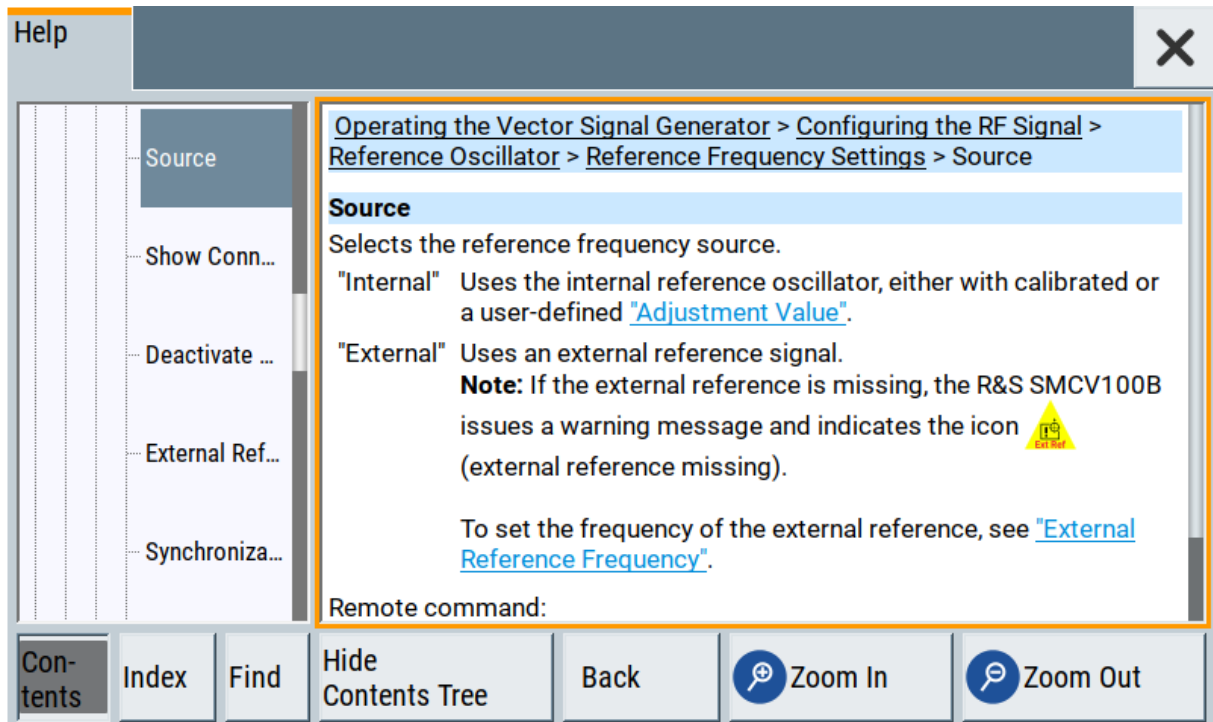 Help
Source
Show Conn...
Deactivate ...
External Ref...
Synchroniza...
Operating the Vector Signal Generator > Configuring the RF Signal >
Reference Oscillator > Reference Frequency Settings > Source
Source
Selects the reference frequency source.
"Internal" Uses the internal reference oscillator, either with calibrated or
a user-defined "Adjustment Value".
"External" Uses an external reference signal.
Note: If the external reference is missing, the R&S SMCV100B
issues a warning message and indicates the icon
Ext Ref
(external reference missing).
To set the frequency of the external reference, see "External
Reference Frequency".
Remote command:
Con-
tents
Index
Find
Hide
Contents Tree
Back
Zoom In
Zoom Out